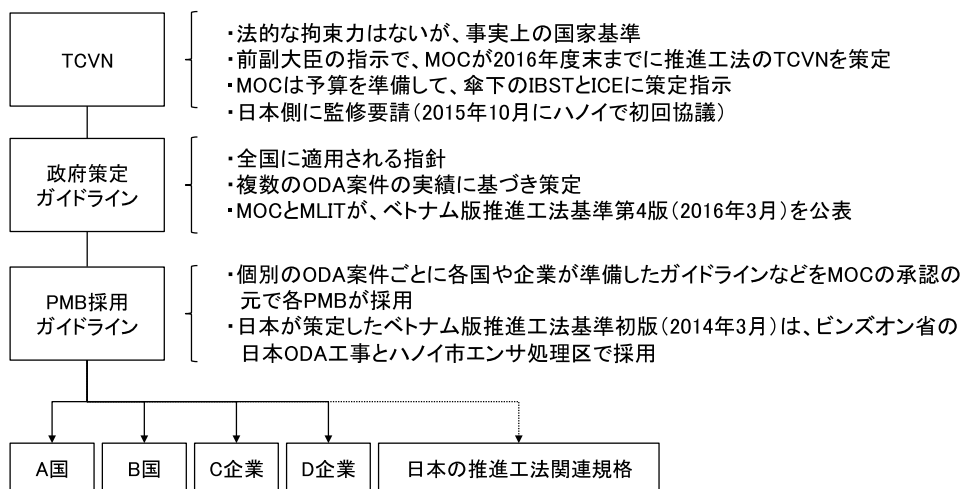 TCVN
・法的な拘束力はないが、事実上の国家基準
・前副大臣の指示で、MOCが2016年度末までに推進工法のTCVNを策定
・MOCは予算を準備して、傘下のIBSTとICEに策定指示
・日本側に監修要請(2015年10月にハノイで初回協議)
政府策定
ガイドライン
・全国に適用される指針
・複数のODA案件の実績に基づき策定
・MOCとMLITが、ベトナム版推進工法基準第4版(2016年3月)を公表
PMB採用
ガイドライン
・個別のODA案件ごとに各国や企業が準備したガイドラインなどをMOCの承認の
元で各PMBが採用
・日本が策定したベトナム版推進工法基準初版(2014年3月)は、ビンズオン省の
日本ODA工事とハノイ市エンサ処理区で採用
A国
B国
C企業
D企業
日本の推進工法関連規格